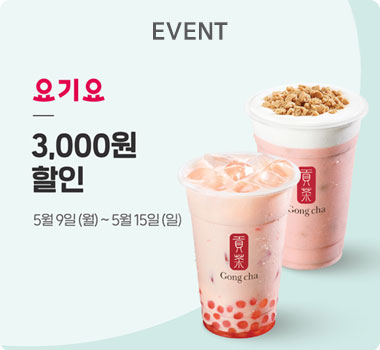 EVENT
요기요
3,000원
할인
5월 9일 (월) ~ 5월 15일 (일)
貢茶
Gong cha
貢茶
Gong cha